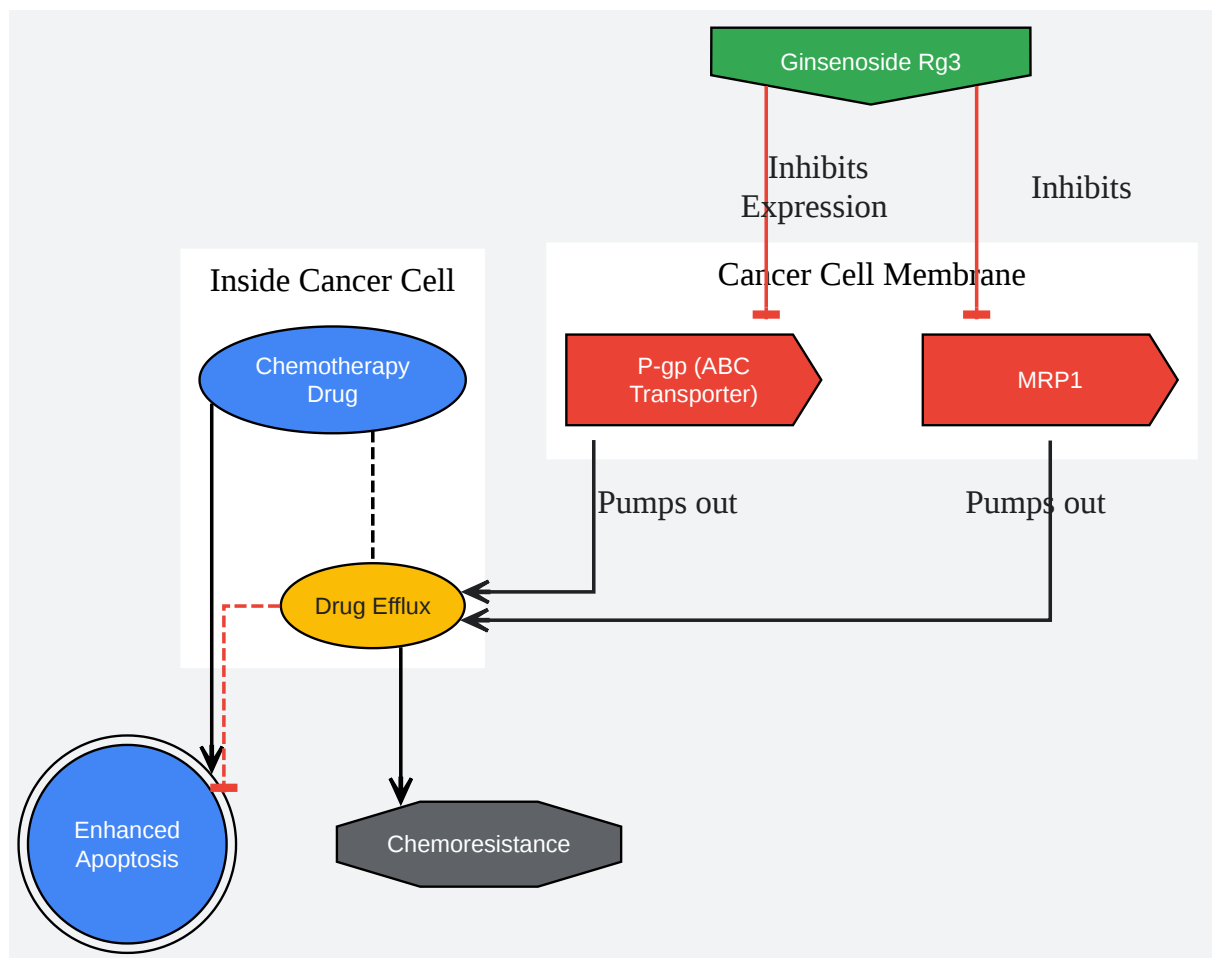 Ginsenoside Rg3
Inhibits
Expression
Inhibits
Inside Cancer Cell
Cancer Cell Membrane
Chemotherapy
Drug
P-gp (ABC
Transporter)
MRP1
Pumps out
Pumps out
Drug Efflux
Enhanced
Apoptosis
Chemoresistance